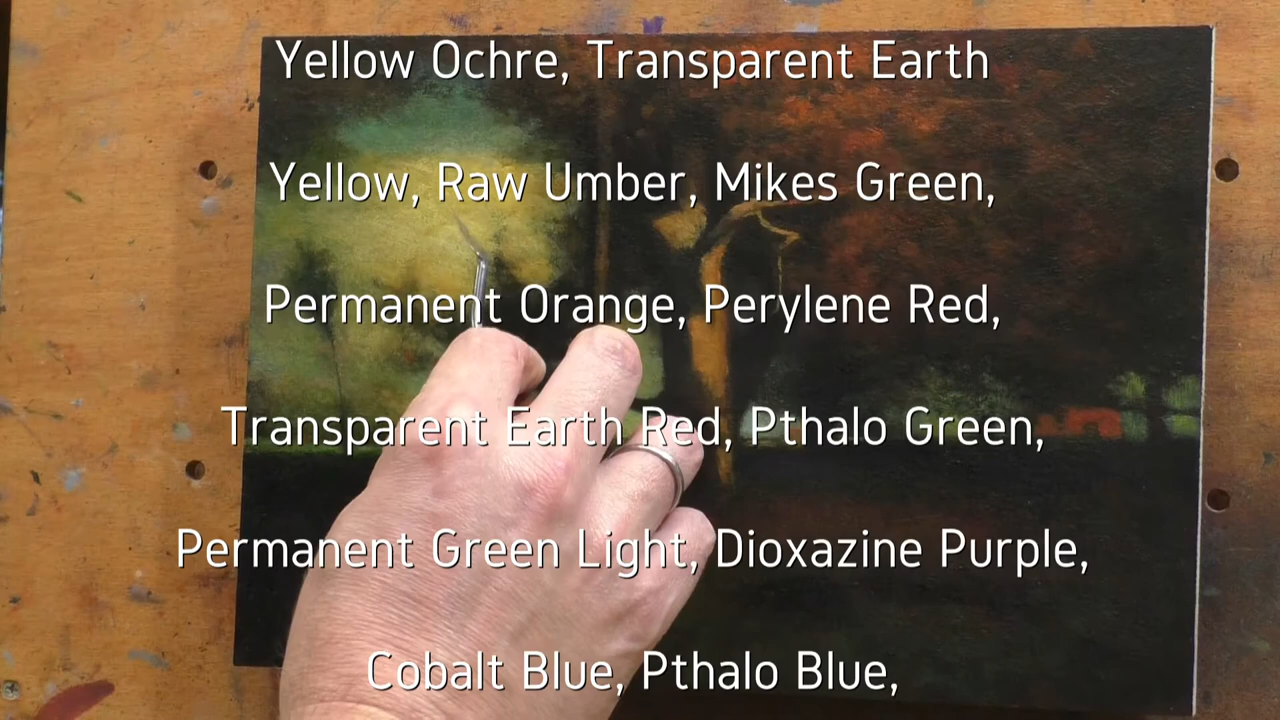 Yellow Ochre, Transparent Earth
Yellow, Raw Umber, Mikes Green,
Permanent Orange, Perylene Red,
Transparent Earth Red, Pthalo Green,
Permanent Green Light, Dioxazine Purple,
Cobalt Blue, Pthalo Blue,